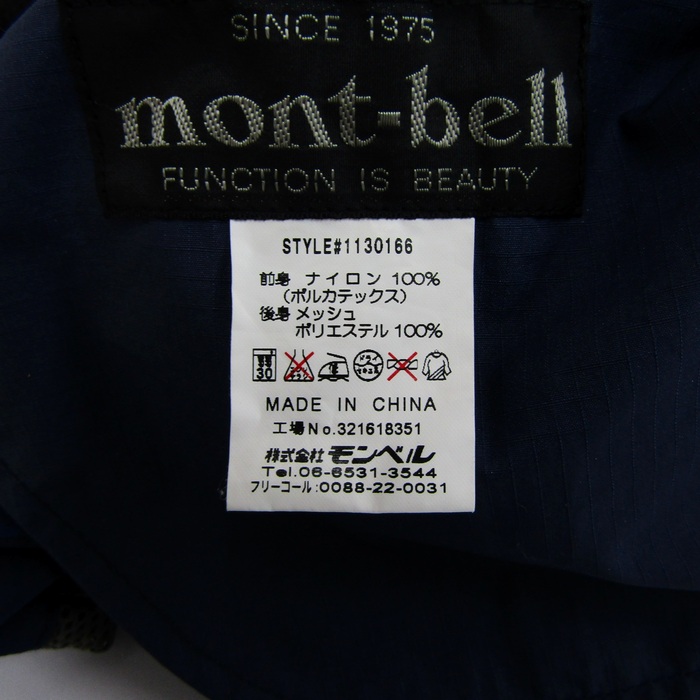 SINCE 1975
mont-bell
FUNCTION IS BEAUTY
STYLE#1130166
前身 ナイロン 100%
(ポルカテックス)
後身 メッシュ
ポリエステル 100%
30 ドライ
MADE IN CHINA
工場No.321618351
株式会社 モンベル
Tel.06-6531-3544
フリーコール:0088-22-0031